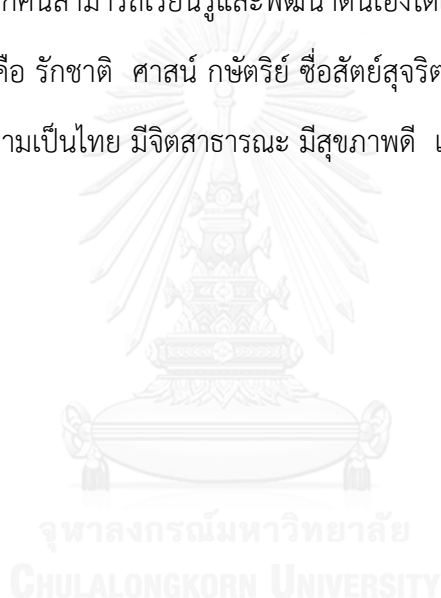 กคนสามารถเรียนรู้และพัฒนาตนเองได้
คือ รักชาติ ศาสน์ กษัตริย์ ซื่อสัตย์สุจริต
ามเป็นไทย มีจิตสาธารณะ มีสุขภาพดี
จุฬาลงกรณ์มหาวิทยาลัย
CHULALONGKORN UNIVERSITY